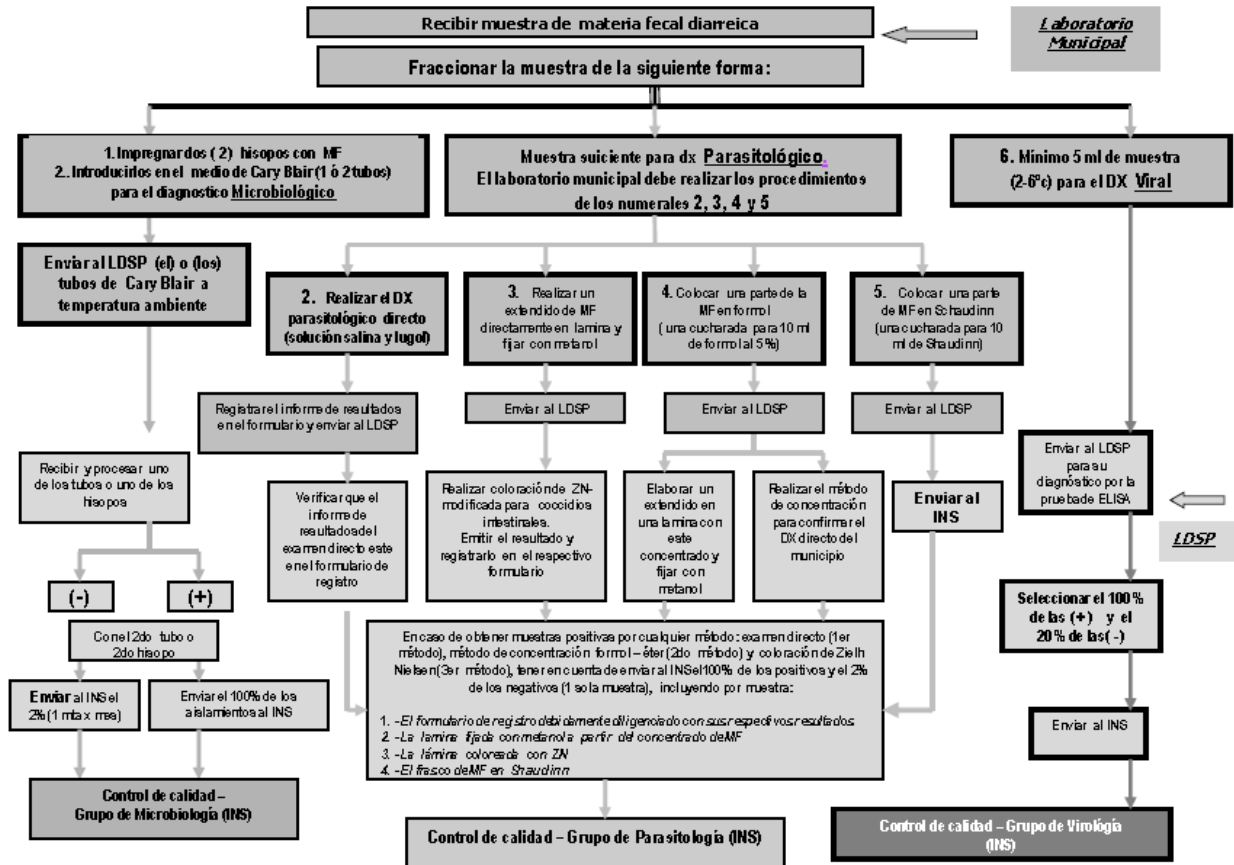 Recibir muestra de materia fecal diarreica
Laboratorio
Municipal
Fraccionar la muestra de la siguiente forma:
1. Impregnar dos ( 2) hisopos con MF
2.. Introducirlos en el medio de Cary Blair (1 ó 2 tubos)
para el diagnostico Microbiológico
Muestra suiciente para dx Parasitológico.
El laboratorio municipal debe realizar los procedimientos
de los numerales 2, 3, 4 y 5
6. Mínimo 5 ml de muestra
(2-6ºc) para el DX Viral
Enviar al LDSP (el) o (los)
tubos de Cary Blair a
temperatura ambiente
2. Realizar el DX
parasitológico directo
(solución salina y lugol)
3. Realizar un
extendido de MF
directamente en lamina y
fijar con metanol
4. Colocar una parte de la
MF en formol
( una cucharada para 10 ml
de formol al 5%)
5. Colocar una parte
de MF en Schaudinn
(una cucharada para 10
ml de Shaudinn)
Registrar el informe de resultados
en el formulario y enviar al LDSP
Enviar al LDSP
Enviar al LDSP
Enviar al LDSP
Recibir y procesar uno
de los tubos o uno de los
hisopos
Verificar que el
informe de
resultados del
examen directo este
en el formulario de
registro
Realizar coloración de ZN-
modificada para coccidios
intestinales.
Emitir el resultado y
registrarlo en el respectivo
formulario
Elaborar un
extendido en
una lamina con
este
concentrado y
fijar con
metanol
Realizar el método
de concentración
para confirmar el
DX directo del
municipio
Enviar al
INS
Enviar al LDSP
para su
diagnóstico por la
prueba de ELISA
LDSP
(-)
(+)
Con el 2do tubo o
2do hisopo
Enviar al INS el
2% (1 mta x mes)
Enviar el 100% de los
aislamientos al INS
En caso de obtener muestras positivas por cualquier método: examen directo (1er
método), método de concentración formol – éter (2do método) y coloración de Zielh
Nielsen (3er método), tener en cuenta de enviar al INS el 100% de los positivos y el 2%
de los negativos (1 sola muestra), incluyendo por muestra:
1. -El formulario de registro debidamente diligenciado con sus respectivos resultados
2. -La lamina fijada con metanol a partir del concentrado de MF
3. -La lámina coloreada con ZN
4. -El frasco de MF en Shaudinn
Seleccionar el 100%
de las (+) y el
20% de las( -)
Enviar al INS
Control de calidad –
Grupo de Microbiología (INS)
Control de calidad – Grupo de Parasitología (INS)
Control de calidad – Grupo de Virológía
(INS)